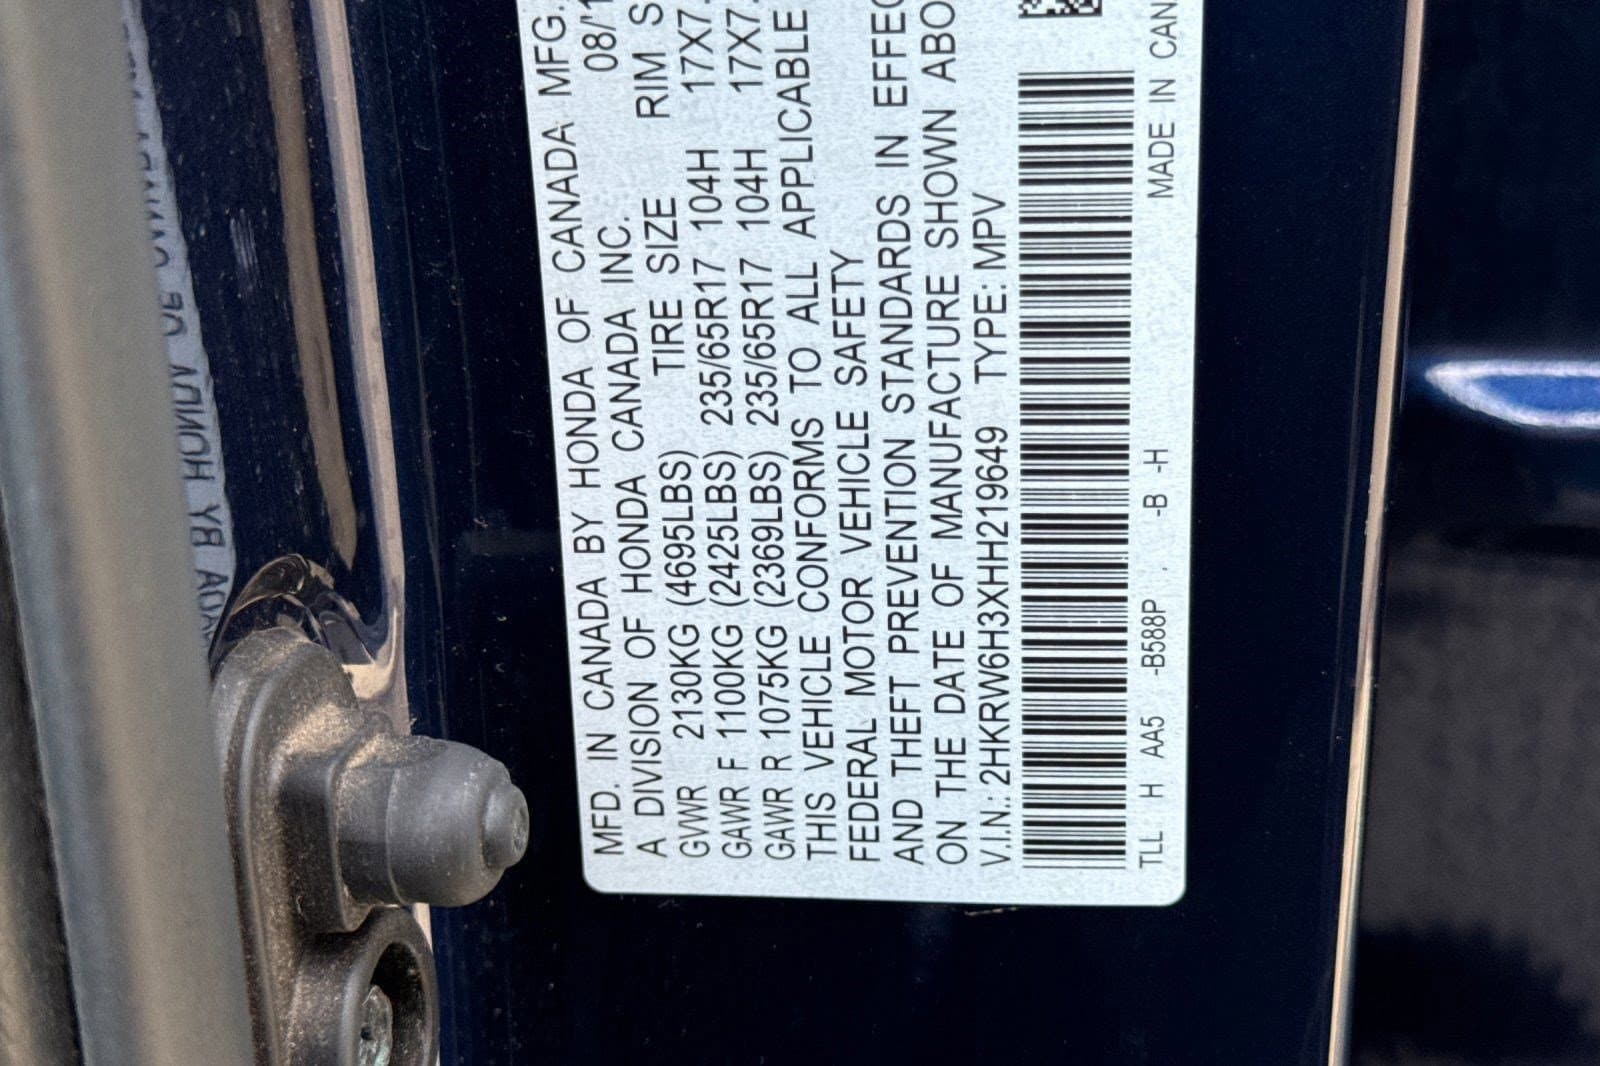 MFD. IN CANADA BY HONDA OF CANADA MFG.
A DIVISION OF HONDA CANADA INC. 08/'1
TIRE SIZE RIM S
GVWR 2130KG (4695LBS) 235/65R17 104H 17X7.
GAWR F 1100KG (2425LBS) 235/65R17 104H 17X7.
GAWR R 1075KG (2369LBS)
THIS VEHICLE CONFORMS TO ALL APPLICABLE
FEDERAL MOTOR VEHICLE SAFETY
AND THEFT PREVENTION STANDARDS IN EFFEC
ON THE DATE OF MANUFACTURE SHOWN ABO
V.I.N.: 2HKRW6H3XHH219649 TYPE: MPV
TLL H AA5 -B588P , -B -H MADE IN CAN